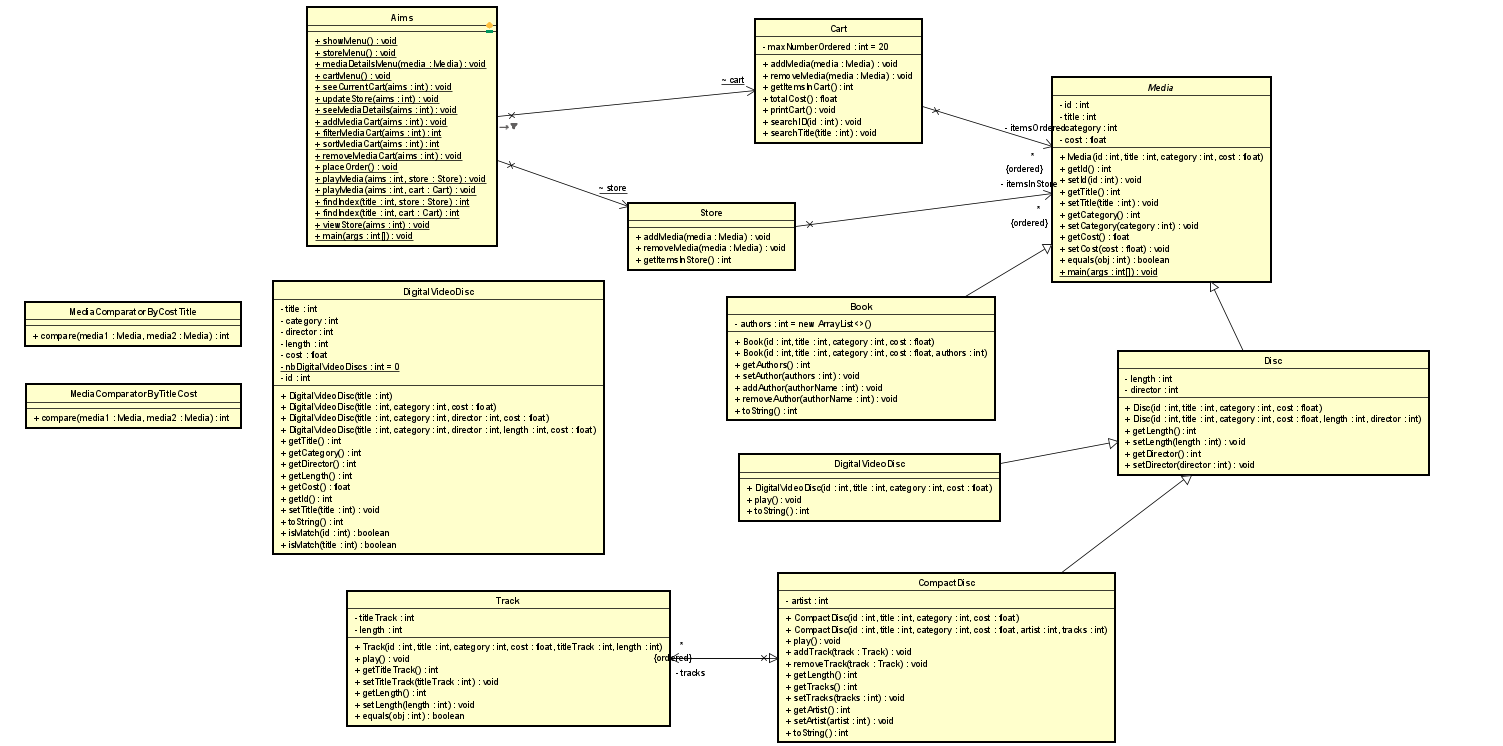 Aims
+ showMenu() : void
+ storeMenu() : void
+ mediaDetailsMenu(media : Media) : void
+ cartMenu() : void
+ seeCurrentCart(aims : int) : void
+ updateStore(aims : int) : void
+ seeMediaDetails(aims : int) : void
+ addMediaCart(aims : int) : void
+ filterMediaCart(aims : int) : int
+ sortMediaCart(aims : int) : int
+ removeMediaCart(aims : int) : void
+ placeOrder() : void
+ playMedia(aims : int, store : Store) : void
+ playMedia(aims : int, cart : Cart) : void
+ findIndex(title : int, store : Store) : int
+ findIndex(title : int, cart : Cart) : int
+ viewStore(aims : int) : void
+ main(args : int[]) : void
~ cart
~ store
Cart
- maxNumberOrdered : int = 20
+ addMedia(media : Media) : void
+ removeMedia(media : Media) : void
+ getItemsInCart() : int
+ totalCost() : float
+ printCart() : void
+ searchID(id : int) : void
+ searchTitle(title : int) : void
- itemsOrdered
*
{ordered}
- itemsInStore
*
{ordered}
Media
- id : int
- title : int
category : int
- cost : float
+ Media(id : int, title : int, category : int, cost : float)
+ getId() : int
+ setId(id : int) : void
+ getTitle() : int
+ setTitle(title : int) : void
+ getCategory() : int
+ setCategory(category : int) : void
+ getCost() : float
+ setCost(cost : float) : void
+ equals(obj : int) : boolean
+ main(args : int[]) : void
Store
+ addMedia(media : Media) : void
+ removeMedia(media : Media) : void
+ getItemsInStore() : int
MediaComparatorByCostTitle
+ compare(media1 : Media, media2 : Media) : int
MediaComparatorByTitleCost
+ compare(media1 : Media, media2 : Media) : int
DigitalVideoDisc
- title : int
- category : int
- director : int
- length : int
- cost : float
- nbDigitalVideoDiscs : int = 0
- id : int
+ DigitalVideoDisc(title : int)
+ DigitalVideoDisc(title : int, category : int, cost : float)
+ DigitalVideoDisc(title : int, category : int, director : int, cost : float)
+ DigitalVideoDisc(title : int, category : int, director : int, length : int, cost : float)
+ getTitle() : int
+ getCategory() : int
+ getDirector() : int
+ getLength() : int
+ getCost() : float
+ getId() : int
+ setTitle(title : int) : void
+ toString() : int
+ isMatch(id : int) : boolean
+ isMatch(title : int) : boolean
Book
- authors : int = new ArrayList<>()
+ Book(id : int, title : int, category : int, cost : float)
+ Book(id : int, title : int, category : int, cost : float, authors : int)
+ getAuthors() : int
+ setAuthor(authors : int) : void
+ addAuthor(authorName : int) : void
+ removeAuthor(authorName : int) : void
+ toString() : int
Disc
- length : int
- director : int
+ Disc(id : int, title : int, category : int, cost : float)
+ Disc(id : int, title : int, category : int, cost : float, length : int, director : int)
+ getLength() : int
+ setLength(length : int) : void
+ getDirector() : int
+ setDirector(director : int) : void
DigitalVideoDisc
+ DigitalVideoDisc(id : int, title : int, category : int, cost : float)
+ play() : void
+ toString() : int
Track
- titleTrack : int
- length : int
+ Track(id : int, title : int, category : int, cost : float, titleTrack : int, length : int)
+ play() : void
+ getTitleTrack() : int
+ setTitleTrack(titleTrack : int) : void
+ getLength() : int
+ setLength(length : int) : void
+ equals(obj : int) : boolean
*
{ordered}
- tracks
CompactDisc
- artist : int
+ CompactDisc(id : int, title : int, category : int, cost : float)
+ CompactDisc(id : int, title : int, category : int, cost : float, artist : int, tracks : int)
+ play() : void
+ addTrack(track : Track) : void
+ removeTrack(track : Track) : void
+ getLength() : int
+ getTracks() : int
+ setTracks(tracks : int) : void
+ getArtist() : int
+ setArtist(artist : int) : void
+ toString() : int